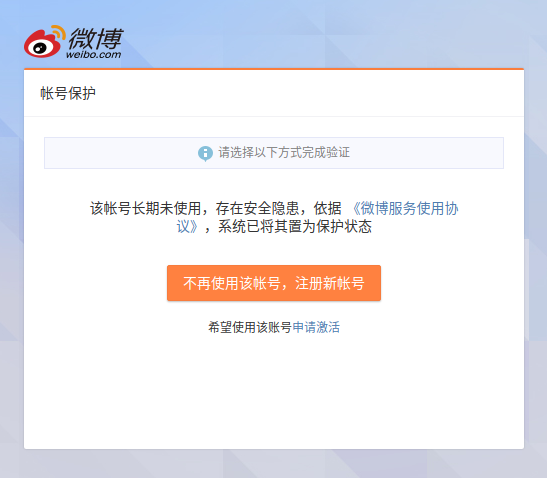 微博
weibo.com
帐号保护
请选择以下方式完成验证
该帐号长期未使用，存在安全隐患，依据 《微博服务使用协
议》，系统已将其置为保护状态
不再使用该帐号，注册新帐号
希望使用该账号申请激活